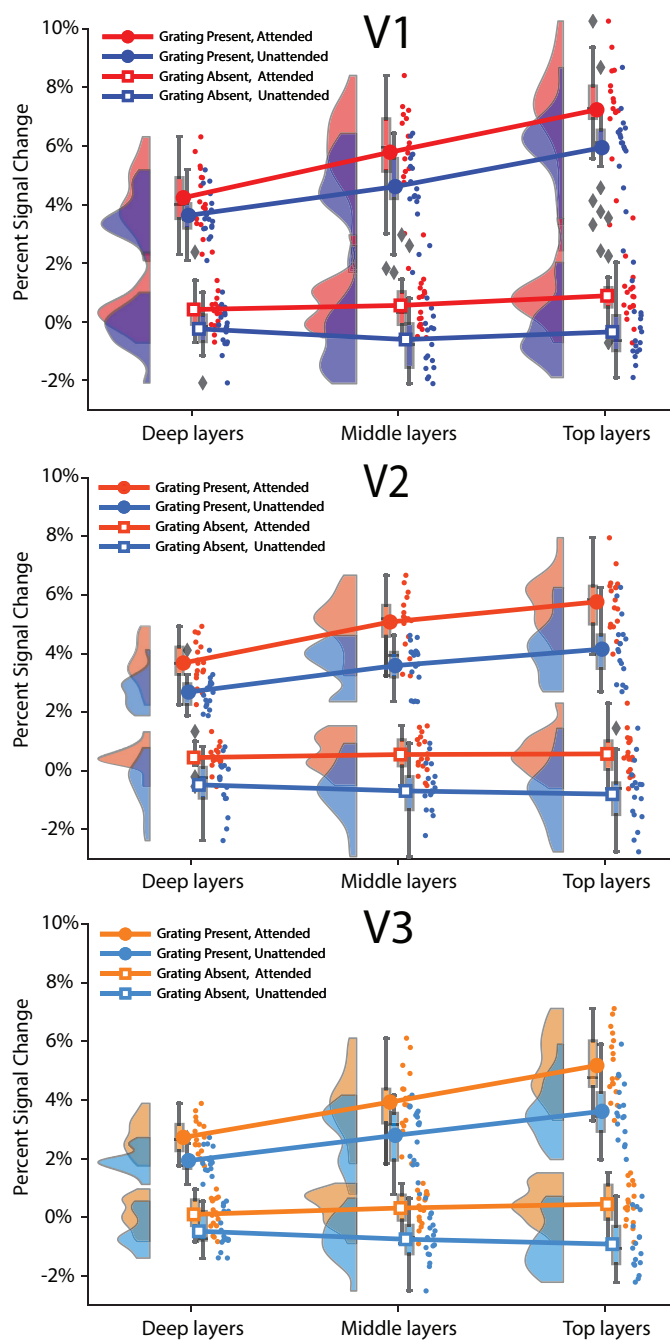 V1
10%
8%
6%
4%
2%
0%
-2%
Percent Signal Change
Grating Present, Attended
Grating Present, Unattended
Grating Absent, Attended
Grating Absent, Unattended
Deep layers
Middle layers
Top layers
V2
10%
8%
6%
4%
2%
0%
-2%
Percent Signal Change
Grating Present, Attended
Grating Present, Unattended
Grating Absent, Attended
Grating Absent, Unattended
Deep layers
Middle layers
Top layers
V3
10%
8%
6%
4%
2%
0%
-2%
Percent Signal Change
Grating Present, Attended
Grating Present, Unattended
Grating Absent, Attended
Grating Absent, Unattended
Deep layers
Middle layers
Top layers